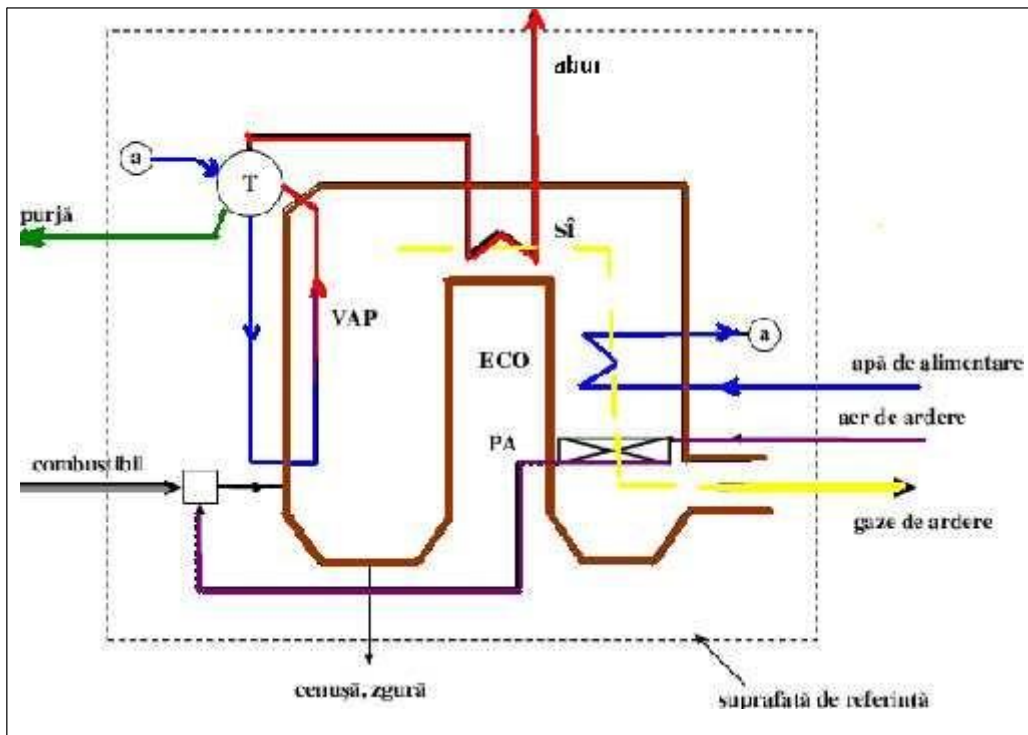 abur
a
T
purjă
SÎ
VAP
a
ECO
apă de alimentare
aer de ardere
PA
combustibil
gaze de ardere
cenușă, zgură
suprafață de referință